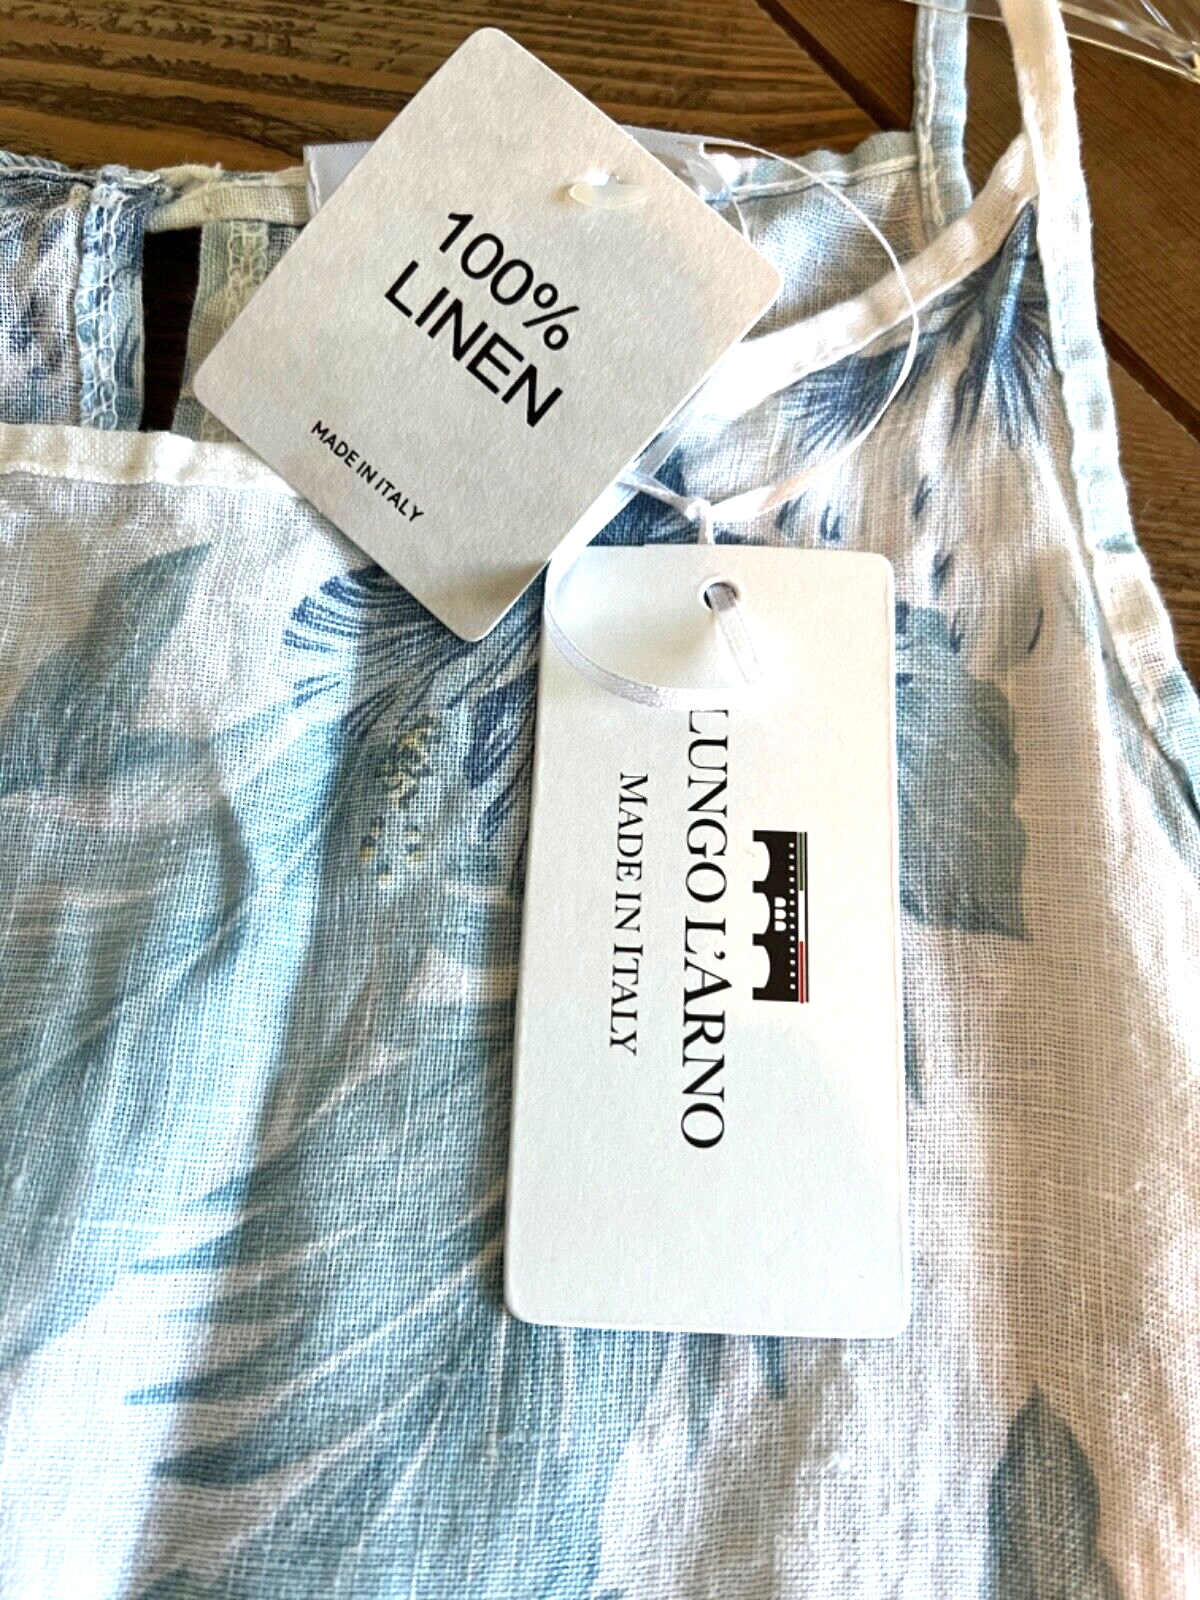 100%
LINEN
MADE IN ITALY
LUNGO L'ARNO
MADE IN ITALY